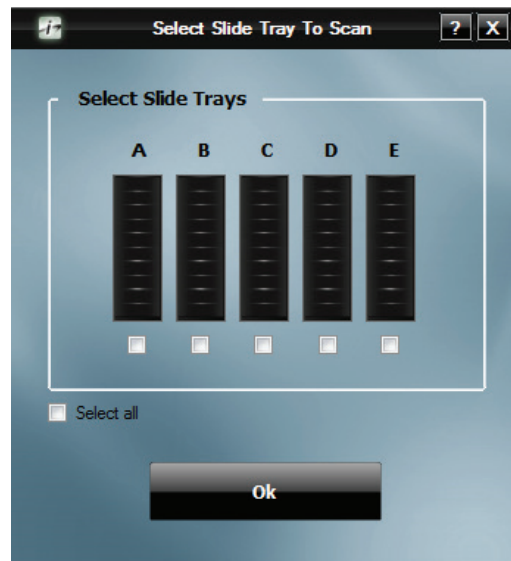 Select Slide Tray To Scan ? X
Select Slide Trays
A B C D E
Select all
Ok